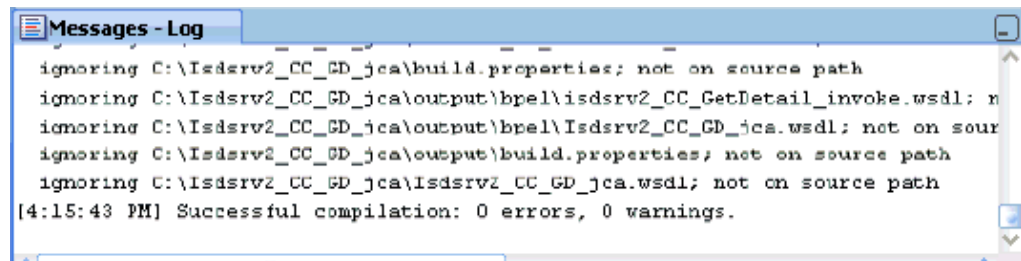 Messages - Log
ignoring C:\Isdsrv2_CC_GD_jca\build.properties; not on source path
ignoring C:\Isdsrv2_CC_GD_jca\output\bpel\isdsrv2_CC_GetDetail_invoke.wsdl; n
ignoring C:\Isdsrv2_CC_GD_jca\output\bpel\Isdsrv2_CC_GD_jca.wsdl; not on sour
ignoring C:\Isdsrv2_CC_GD_jca\output\build.properties; not on source path
ignoring C:\Isdsrv2_CC_GD_jca\Isdsrv2_CC_GD_jca.wsdl; not on source path
[4:15:43 PM] Successful compilation: 0 errors, 0 warnings.